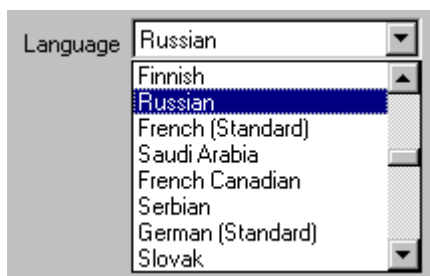 Language Russian
Finnish
Russian
French (Standard)
Saudi Arabia
French Canadian
Serbian
German (Standard)
Slovak